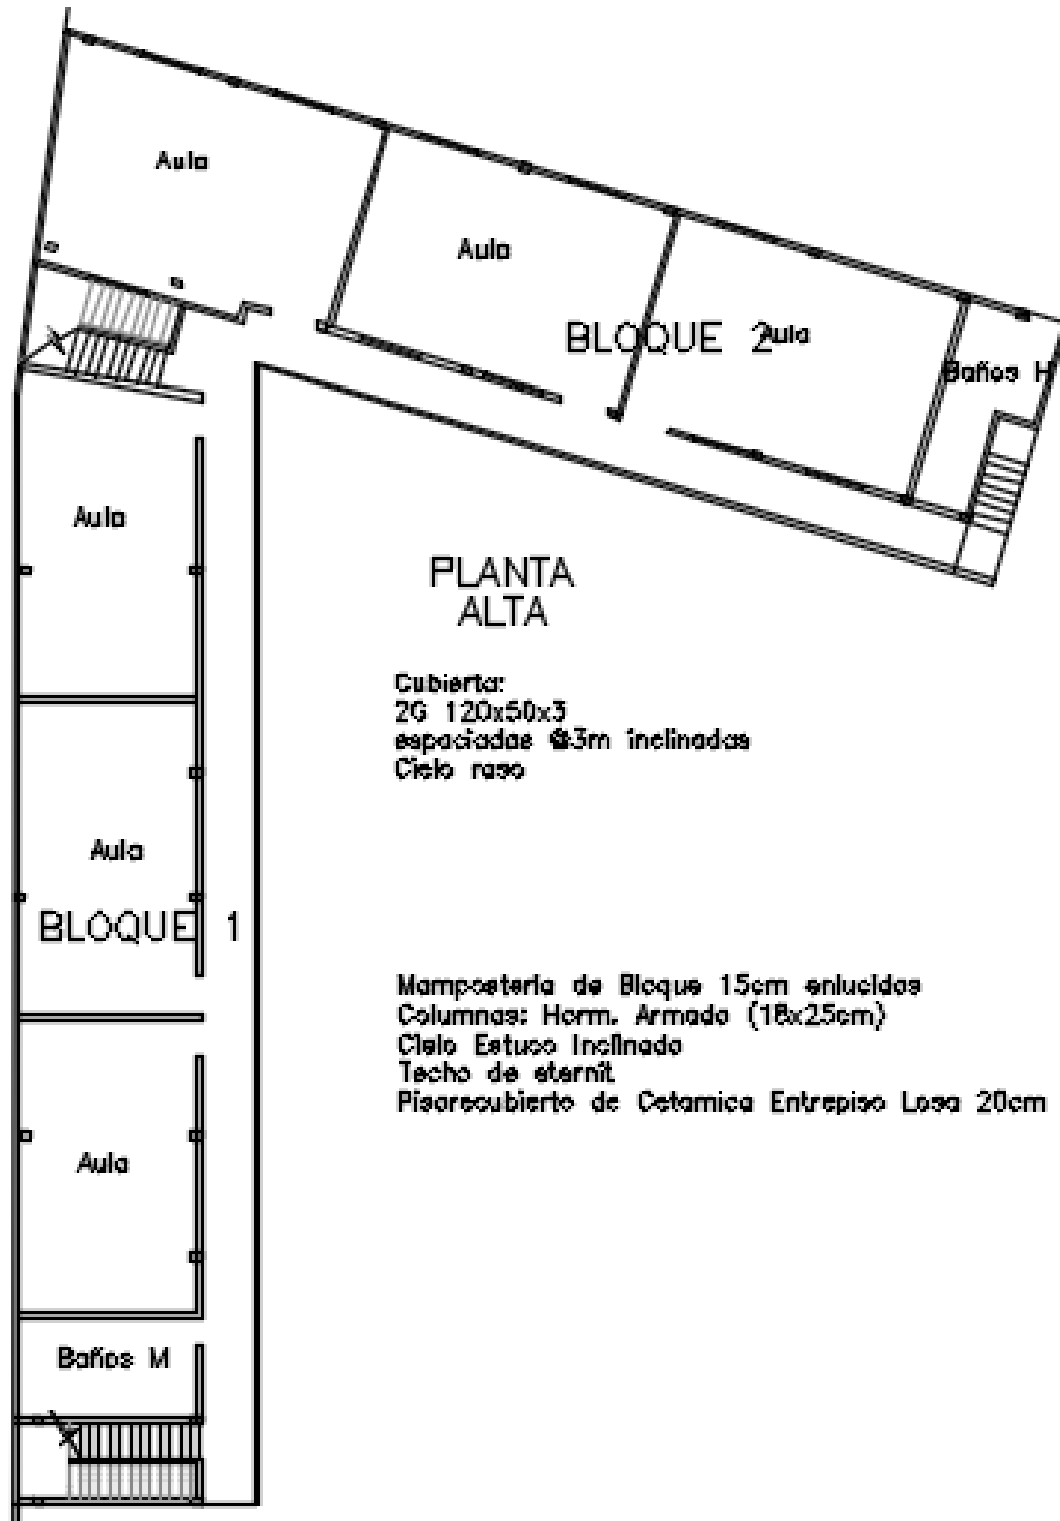 Aula
Aula
BLOQUE 2
Aula
Baños H
Aula
PLANTA
ALTA
Cubierta:
2G 120x50x3
espaciadas @3m inclinadas
Cielo raso
Aula
BLOQUE 1
Mamposteria de Bloque 15cm enlucidos
Columnas: Horm. Armado (18x25cm)
Cielo Estuco Inclinado
Techo de eternit
Pisorecubierto de Cetamica Entrepiso Losa 20cm
Aula
Baños M